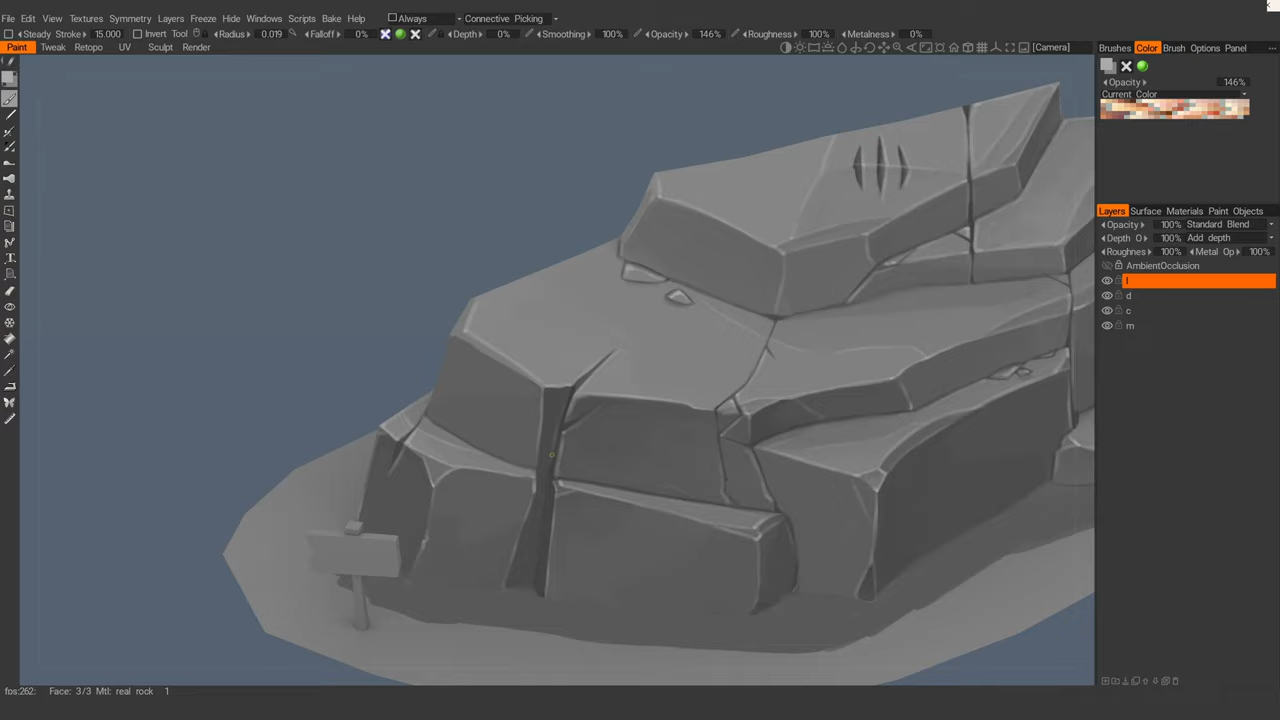 File Edit View Textures Symmetry Layers Freeze Hide Windows Scripts Bake Help Always Connective Picking
Steady Stroke 15.000 Invert Tool Radius 0.019 Falloff 0% Depth 0% Smoothing 100% Opacity 146% Roughness 100% Metalness 0%
Paint Tweak Retopo UV Sculpt Render [Camera]
Brushes Color Brush Options Panel
Opacity 146%
Current Color
Layers Surface Materials Paint Objects
Opacity 100% Standard Blend
Depth O 100% Add depth
Roughness 100% Metal Op 100%
AmbientOcclusion
l
d
c
m
fps:262: Face: 3/3 Mtl: real rock 1